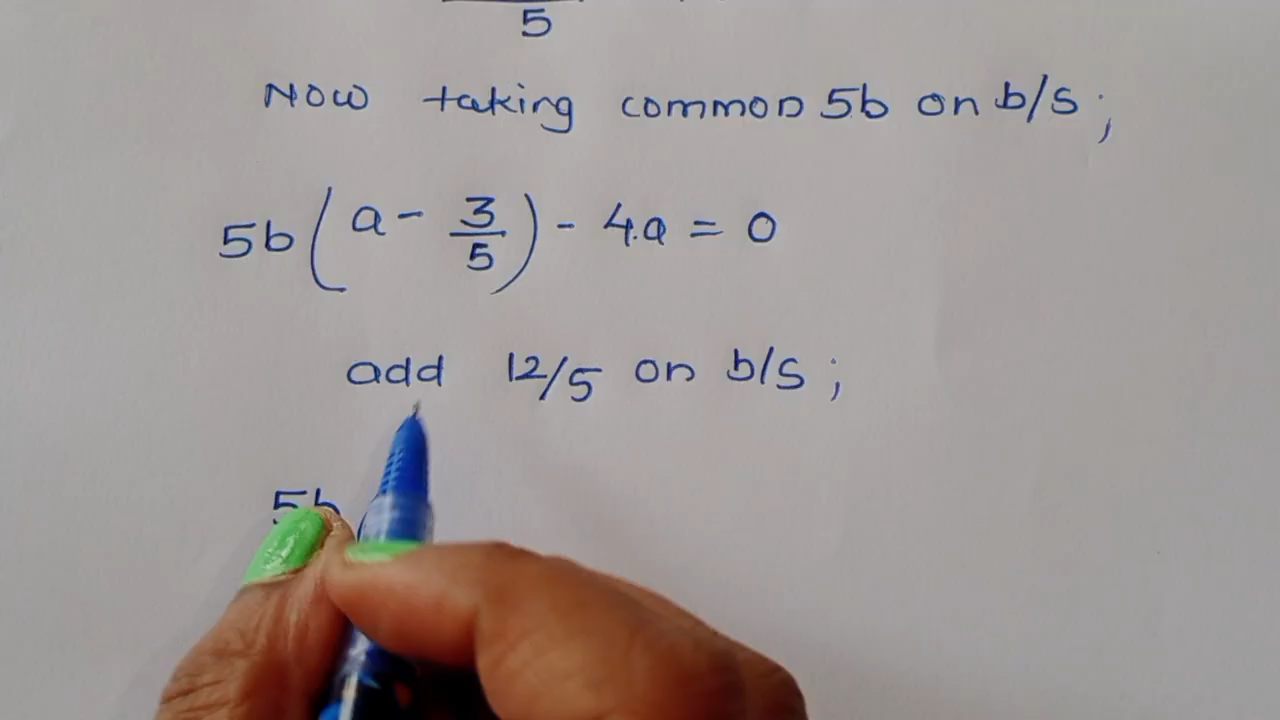 5
Now taking common 5b on b/s;
5b(a - 3/5) - 4a = 0
add 12/5 on b/s;
5b